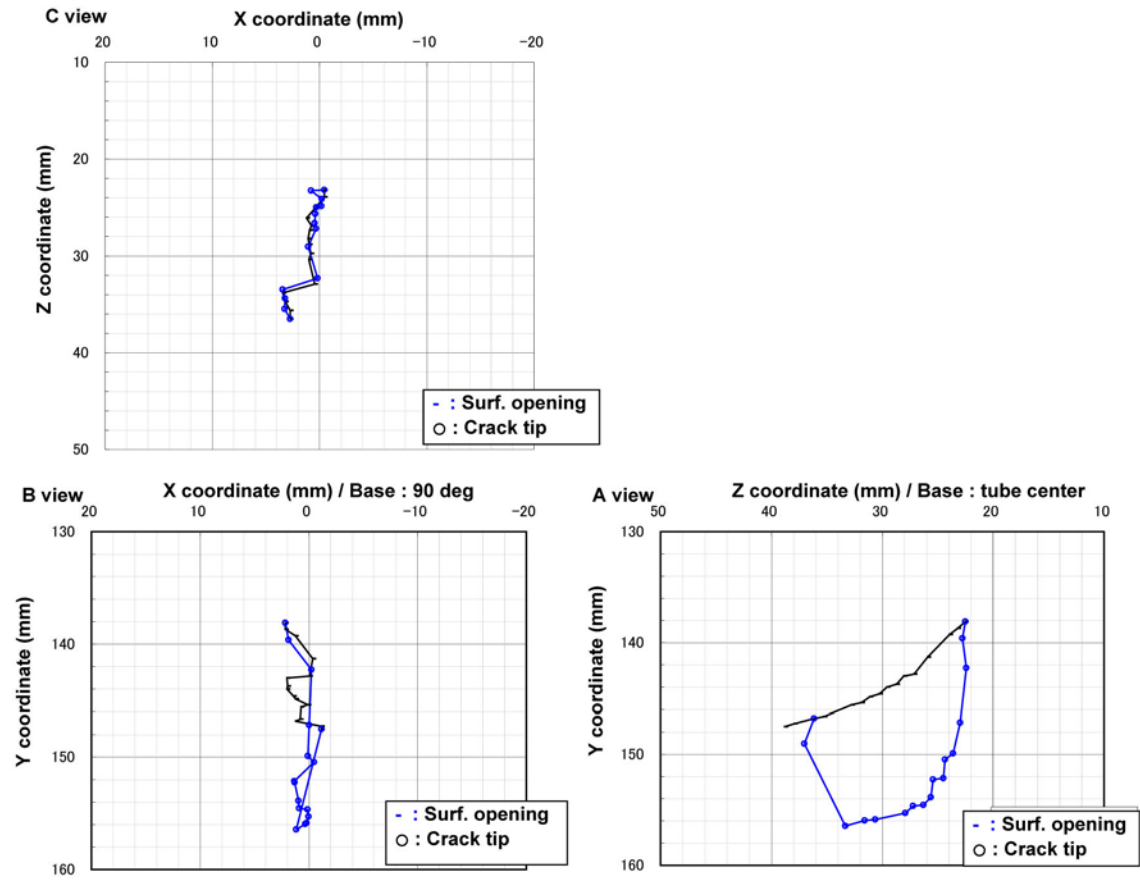 C view
X coordinate (mm)
20 10 0 -10 -20
10
20
30
40
50
Z coordinate (mm)
- : Surf. opening
○ : Crack tip
B view
X coordinate (mm) / Base : 90 deg
20 10 0 -10 -20
130
140
150
160
Y coordinate (mm)
- : Surf. opening
○ : Crack tip
A view
Z coordinate (mm) / Base : tube center
50 40 30 20 10
130
140
150
160
Y coordinate (mm)
- : Surf. opening
○ : Crack tip